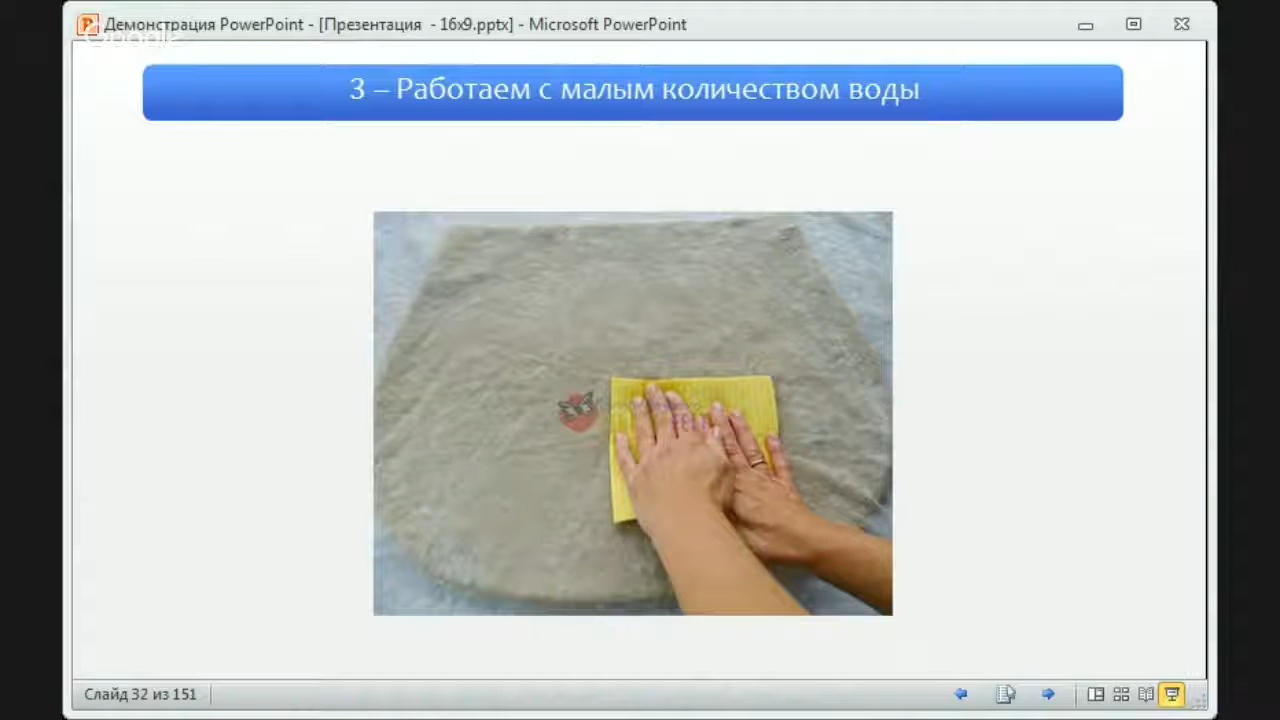 Демонстрация PowerPoint - [Презентация - 16x9.pptx] - Microsoft PowerPoint
3 – Работаем с малым количеством воды
Слайд 32 из 151